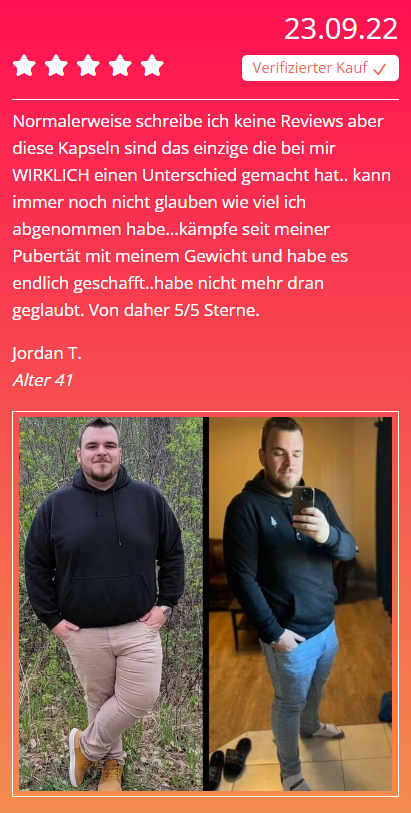 23.09.22
Verifizierter Kauf
Normalerweise schreibe ich keine Reviews aber
diese Kapseln sind das einzige die bei mir
WIRKLICH einen Unterschied gemacht hat.. kann
immer noch nicht glauben wie viel ich
abgenommen habe...kämpfe seit meiner
Pubertät mit meinem Gewicht und habe es
endlich geschafft..habe nicht mehr dran
geglaubt. Von daher 5/5 Sterne.
Jordan T.
Alter 41